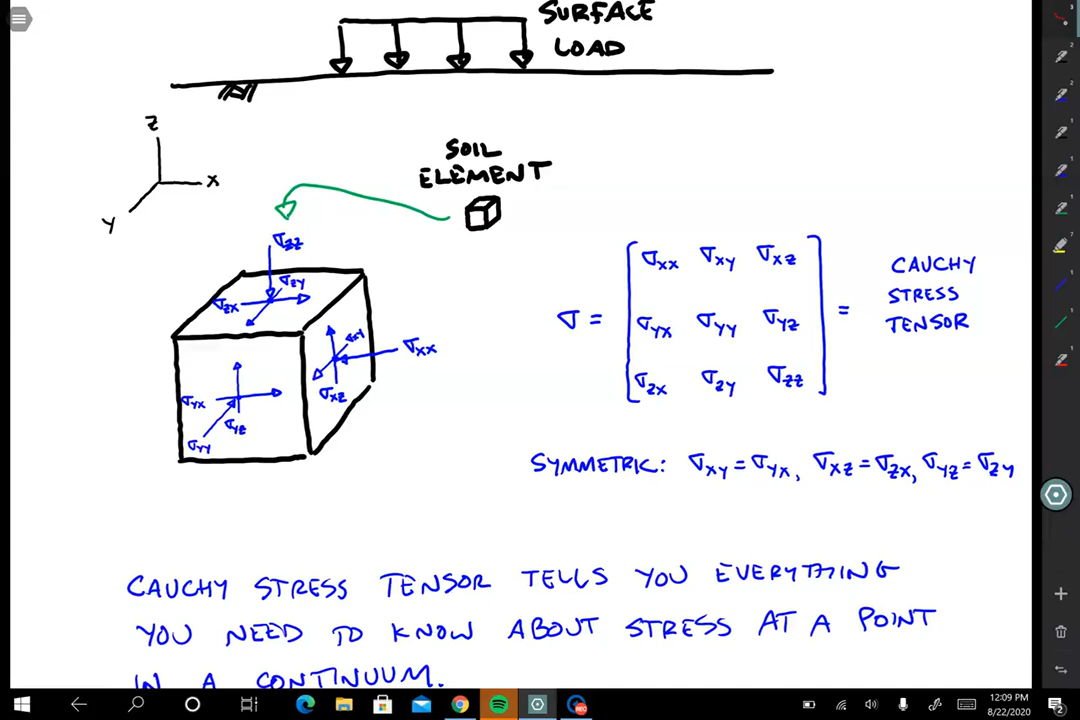 SURFACE
LOAD
Z
X
Y
SOIL
ELEMENT
σzz
σzy
σzx
σxy
σxx
σxz
σyx
σyz
σyy
σ = [ σxx σxy σxz
σyx σyy σyz
σzx σzy σzz ] =
CAUCHY
STRESS
TENSOR
SYMMETRIC: σxy = σyx, σxz = σzx, σyz = σzy
CAUCHY STRESS TENSOR TELLS YOU EVERYTHING
YOU NEED TO KNOW ABOUT STRESS AT A POINT
IN A CONTINUUM.
12:09 PM
8/22/2020